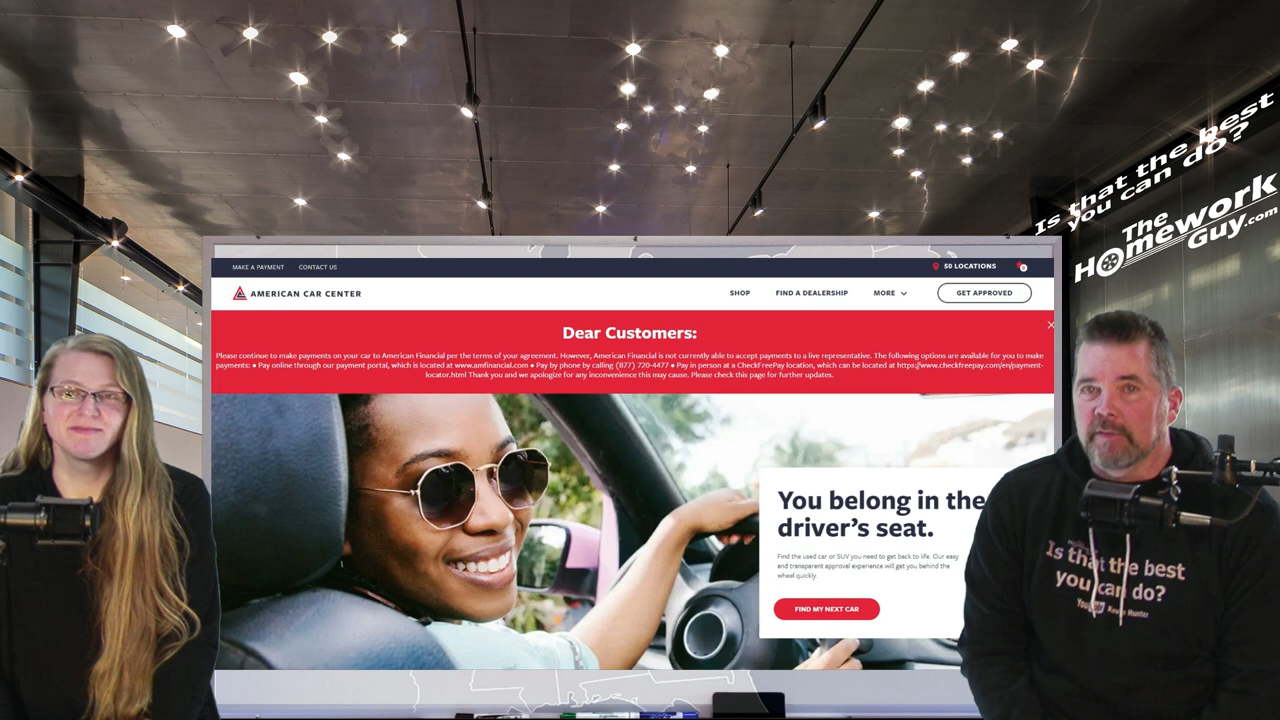 Is that the best
you can do?
The
Homework
Guy.com
MAKE A PAYMENT CONTACT US
50 LOCATIONS
0
AMERICAN CAR CENTER
SHOP FIND A DEALERSHIP MORE GET APPROVED
Dear Customers:
Please continue to make payments on your car to American Financial per the terms of your agreement. However, American Financial is not currently able to accept payments to a live representative. The following options are available for you to make
payments: • Pay online through our payment portal, which is located at www.amfinancial.com • Pay by phone by calling (877) 720-4477 • Pay in person at a CheckFreePay location, which can be located at https://www.checkfreepay.com/en/payment-
locator.html Thank you and we apologize for any inconvenience this may cause. Please check this page for further updates.
You belong in the
driver's seat.
Find the used car or SUV you need to get back to life. Our easy
and transparent approval experience will get you behind the
wheel quickly.
FIND MY NEXT CAR
Is that the best
you can do?
Hunter